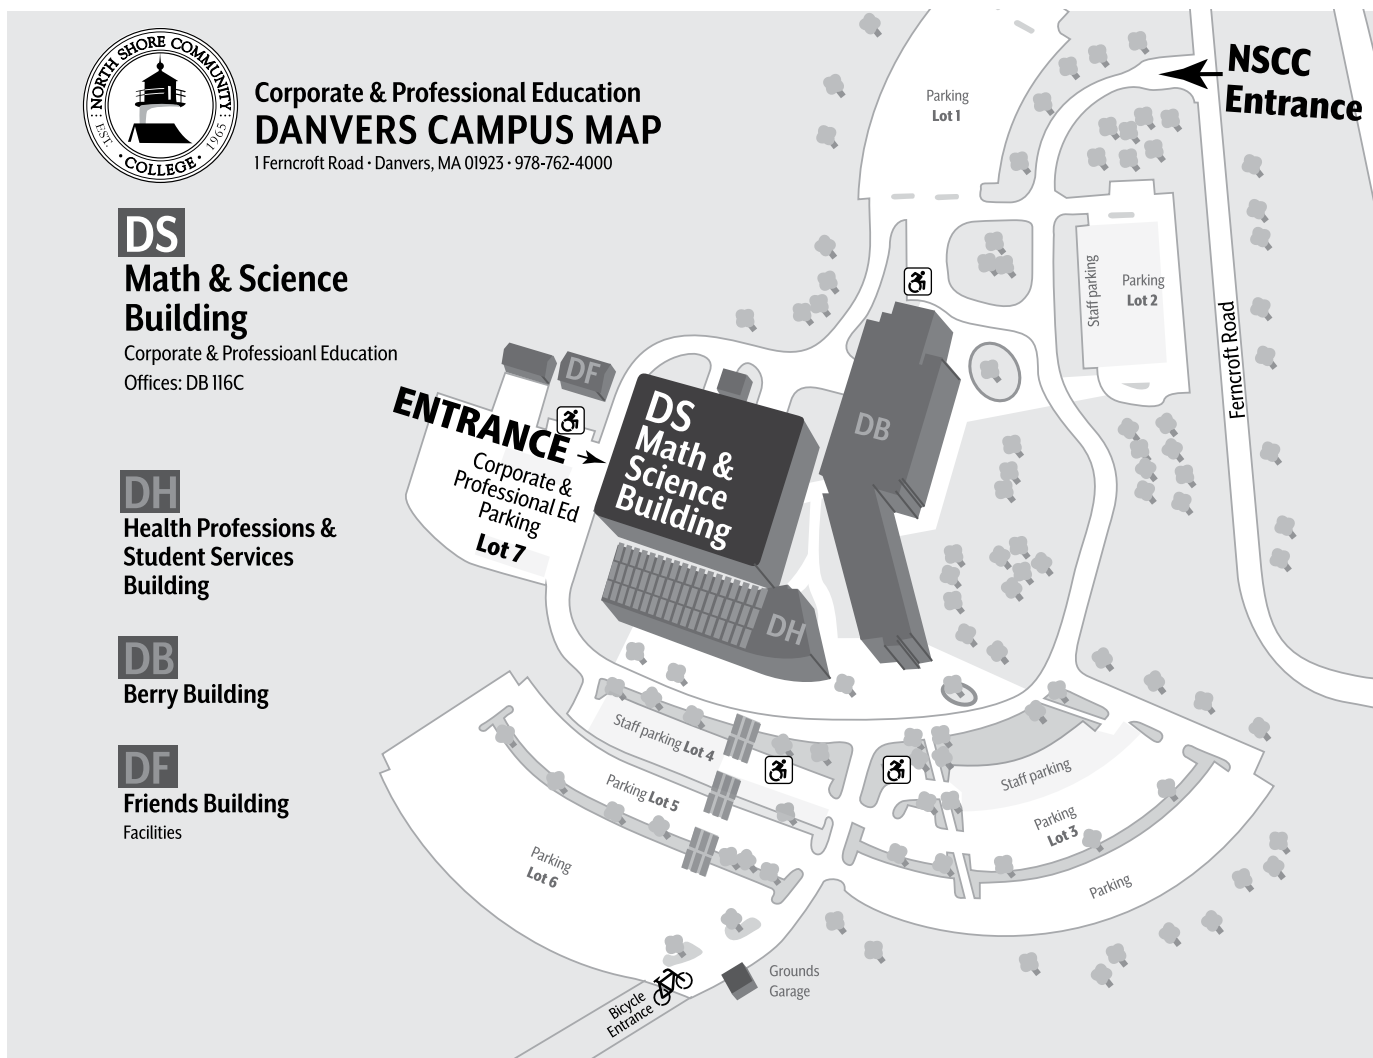 NORTH SHORE COMMUNITY
EST. 1965
• COLLEGE •
Corporate & Professional Education
DANVERS CAMPUS MAP
1 Ferncroft Road • Danvers, MA 01923 • 978-762-4000
DS
Math & Science
Building
Corporate & Professioanl Education
Offices: DB 116C
DH
Health Professions &
Student Services
Building
DB
Berry Building
DF
Friends Building
Facilities
NSCC
Entrance
Parking
Lot 1
Staff parking
Parking
Lot 2
Ferncroft Road
DF
ENTRANCE
Corporate &
Professional Ed
Parking
Lot 7
DS
Math &
Science
Building
DB
DH
Staff parking Lot 4
Parking Lot 5
Parking
Lot 6
Staff parking
Parking
Lot 3
Parking
Grounds
Garage
Bicycle
Entrance